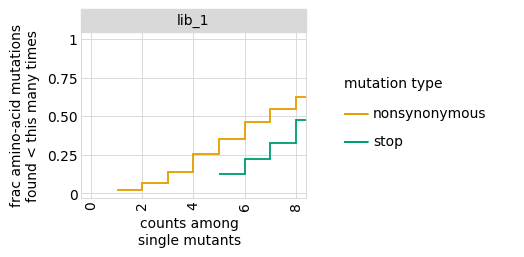 lib_1
frac amino-acid mutations
found < this many times
1
0.75
0.50
0.25
0
0
2
4
6
8
counts among
single mutants
mutation type
nonsynonymous
stop